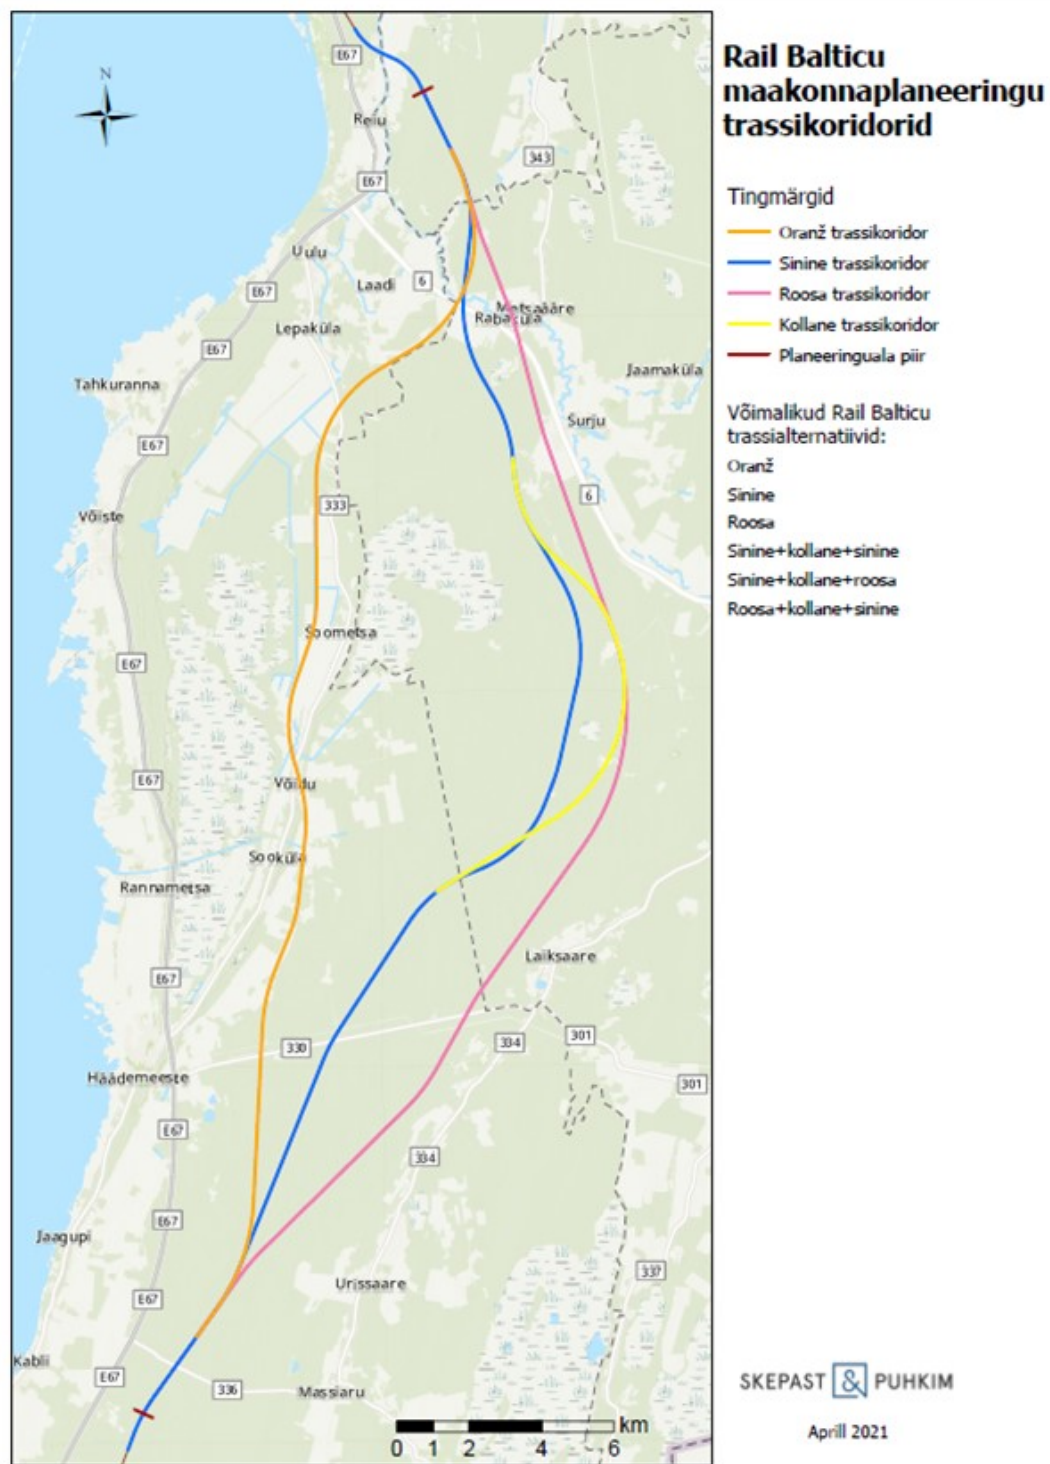 Rail Balticu
maakonnaplaneeringu
trassikoridorid
Tingmärgid
Oranž trassikoridor
Sinine trassikoridor
Roosa trassikoridor
Kollane trassikoridor
Planeeringuala piir
Võimalikud Rail Balticu
trassialternatiivid:
Oranž
Sinine
Roosa
Sinine+kollane+sinine
Sinine+kollane+roosa
Roosa+kollane+sinine
N
E67
Reiu
343
E67
Uulu
Laadi
6
E67
Metsaääre
Rabaküla
Lepaküla
E67
Jaamaküla
Tahkuranna
Surju
E67
6
333
Võiste
Soometsa
E67
E67
Võidu
Sooküla
Rannametsa
Laiksaare
E67
301
334
330
Häädemeeste
301
E67
334
E67
Jaagupi
337
Urissaare
E67
Kabli
E67
336
Massiaru
km
0 1 2 4 6
SKEPAST & PUHKIM
Aprill 2021